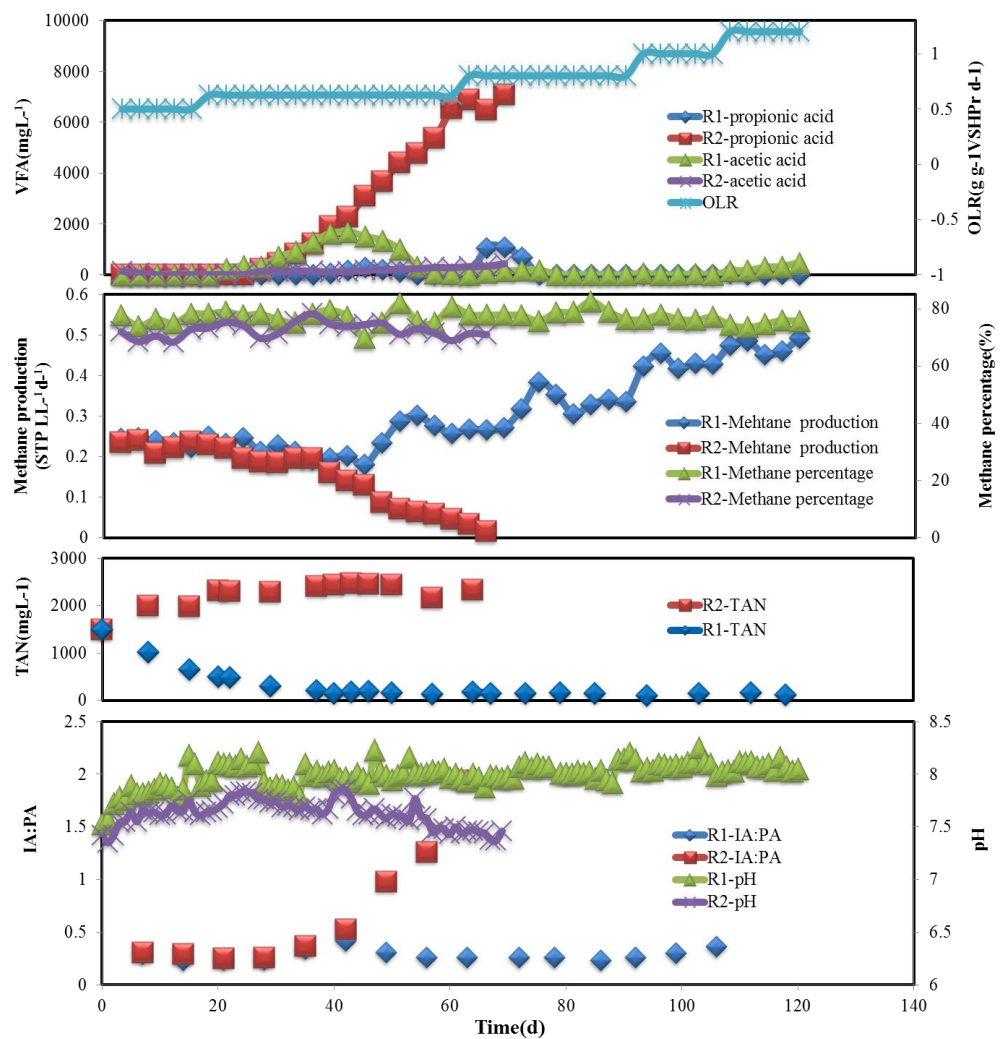 10000
8000
6000
4000
2000
0
VFA(mgL-¹)
1
0.5
0
-0.5
-1
OLR(g g-1VSHPr d-1)
R1-propionic acid
R2-propionic acid
R1-acetic acid
R2-acetic acid
OLR
0.6
0.5
0.4
0.3
0.2
0.1
0
Methane production
(STP LL-¹d-¹)
80
60
40
20
0
Methane percentage(%)
R1-Mehtane production
R2-Mehtane production
R1-Methane percentage
R2-Methane percentage
3000
2000
1000
0
TAN(mgL-1)
R2-TAN
R1-TAN
2.5
2
1.5
1
0.5
0
IA:PA
8.5
8
7.5
7
6.5
6
pH
R1-IA:PA
R2-IA:PA
R1-pH
R2-pH
0 20 40 60 80 100 120 140
Time(d)